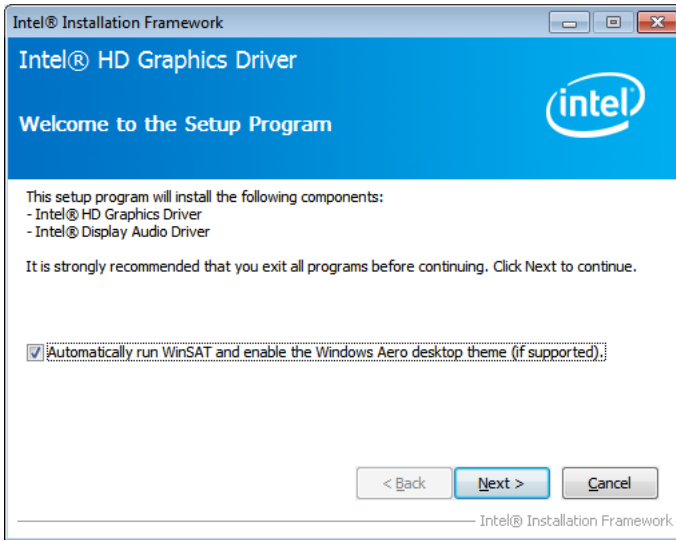 Intel® Installation Framework
Intel® HD Graphics Driver
intel
Welcome to the Setup Program
This setup program will install the following components:
- Intel® HD Graphics Driver
- Intel® Display Audio Driver
It is strongly recommended that you exit all programs before continuing. Click Next to continue.
Automatically run WinSAT and enable the Windows Aero desktop theme (if supported).
< Back
Next >
Cancel
Intel® Installation Framework